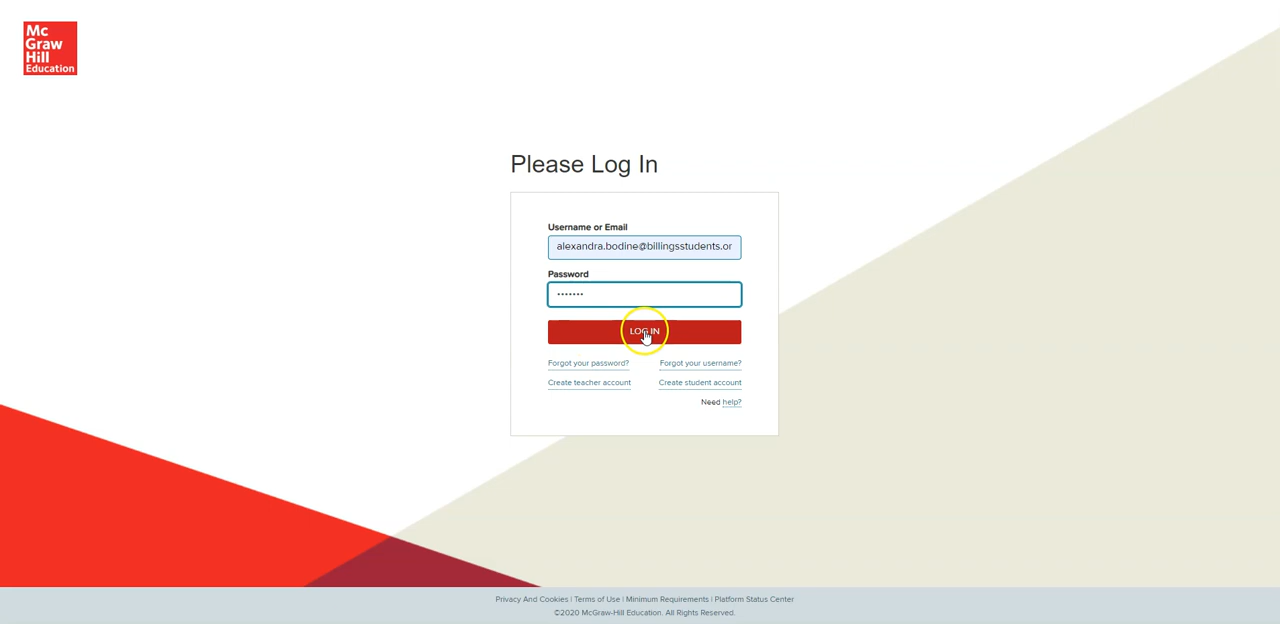 Mc
Graw
Hill
Education
Please Log In
Username or Email
alexandra.bodine@billingsstudents.or
Password
•••••••
LOG IN
Forgot your password? Forgot your username?
Create teacher account Create student account
Need help?
Privacy And Cookies | Terms of Use | Minimum Requirements | Platform Status Center
©2020 McGraw-Hill Education. All Rights Reserved.